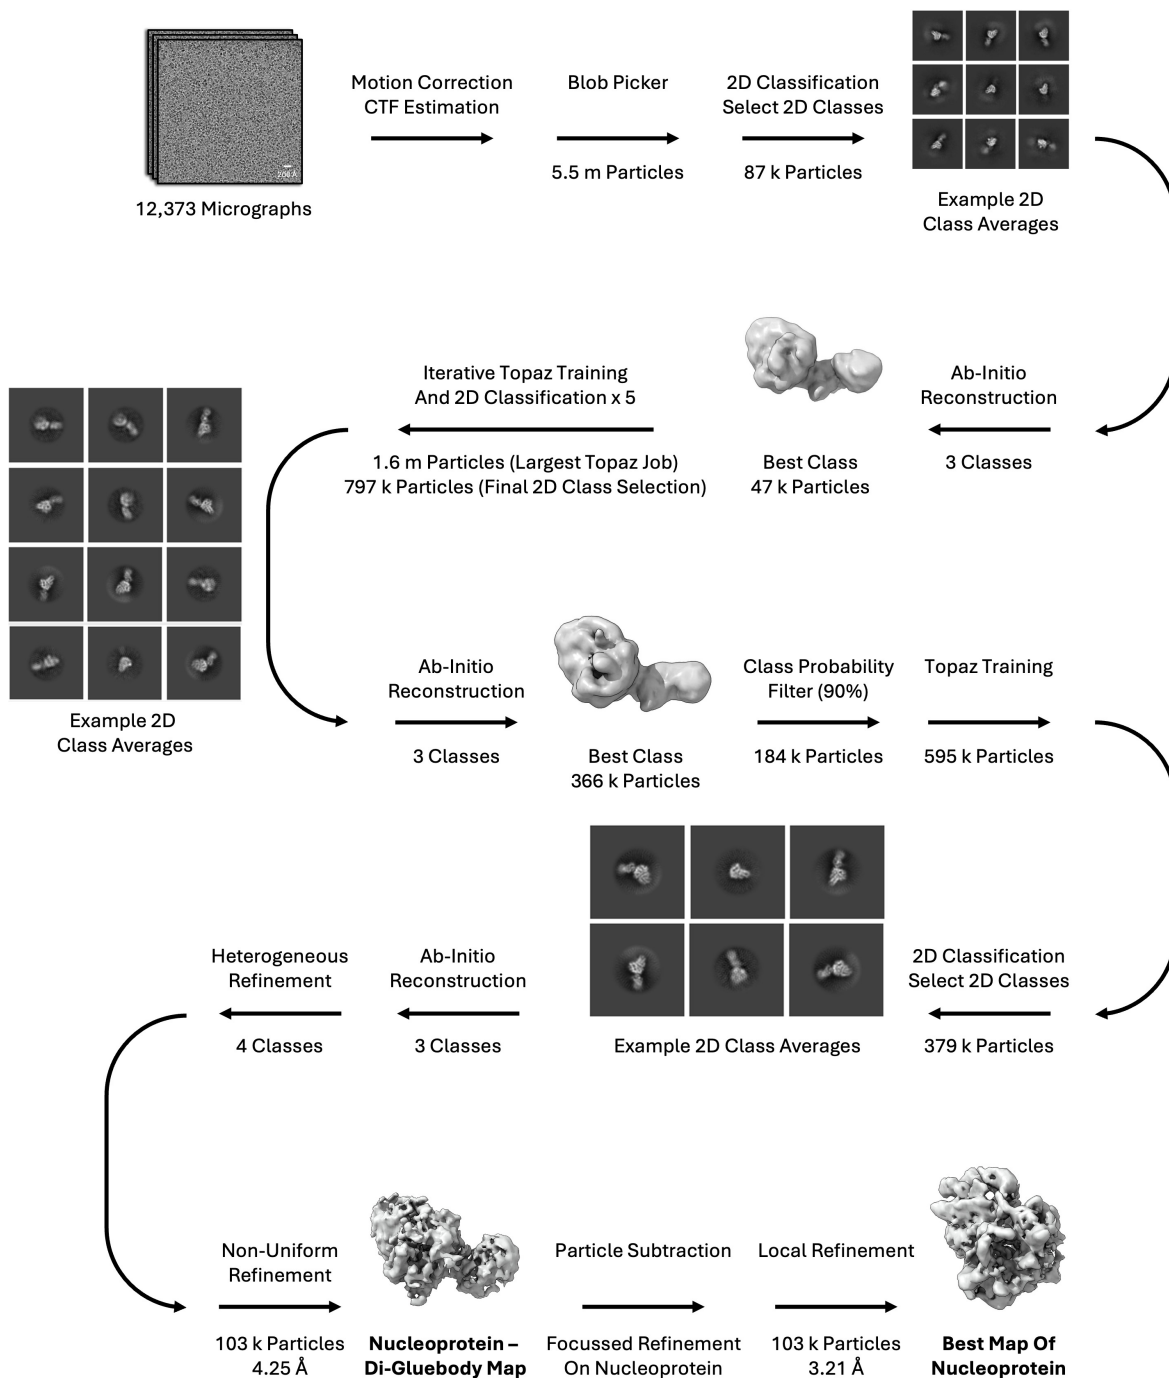 Motion Correction
CTF Estimation
Blob Picker
5.5 m Particles
2D Classification
Select 2D Classes
87 k Particles
200 Å
12,373 Micrographs
Example 2D
Class Averages
Ab-Initio
Reconstruction
3 Classes
Best Class
47 k Particles
Iterative Topaz Training
And 2D Classification x 5
1.6 m Particles (Largest Topaz Job)
797 k Particles (Final 2D Class Selection)
Example 2D
Class Averages
Ab-Initio
Reconstruction
3 Classes
Best Class
366 k Particles
Class Probability
Filter (90%)
184 k Particles
Topaz Training
595 k Particles
2D Classification
Select 2D Classes
379 k Particles
Example 2D Class Averages
Ab-Initio
Reconstruction
3 Classes
Heterogeneous
Refinement
4 Classes
Non-Uniform
Refinement
103 k Particles
4.25 Å
Nucleoprotein –
Di-Gluebody Map
Particle Subtraction
Focussed Refinement
On Nucleoprotein
Local Refinement
103 k Particles
3.21 Å
Best Map Of
Nucleoprotein